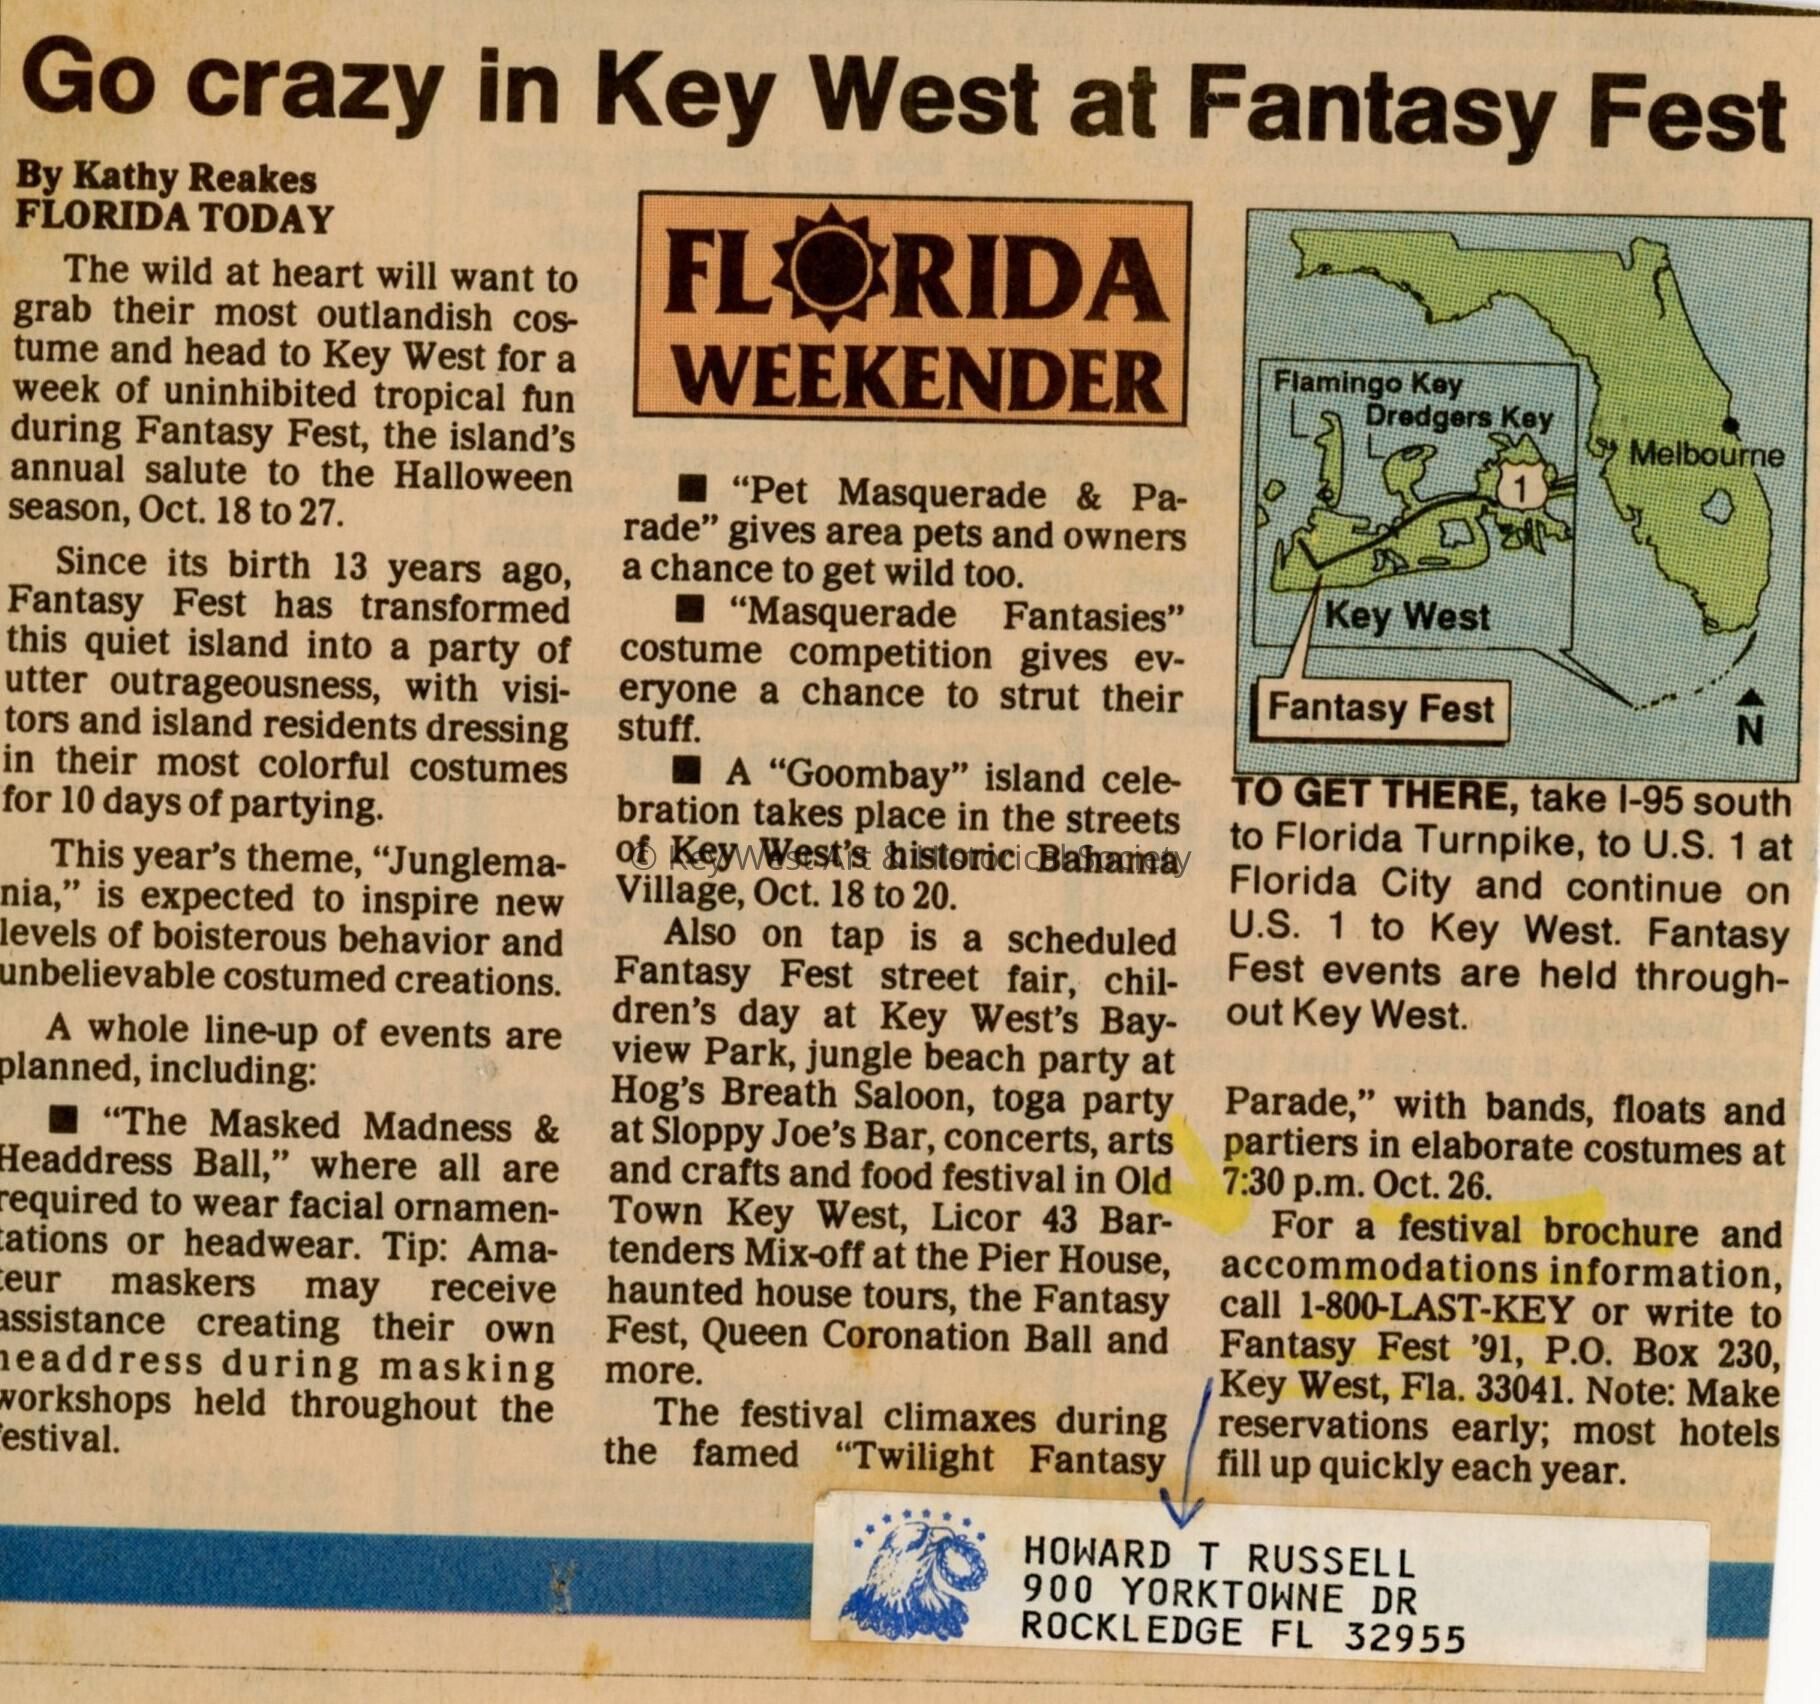 Go crazy in Key West at Fantasy Fest
By Kathy Reakes
FLORIDA TODAY
The wild at heart will want to
grab their most outlandish cos-
tume and head to Key West for a
week of uninhibited tropical fun
during Fantasy Fest, the island's
annual salute to the Halloween
season, Oct. 18 to 27.
Since its birth 13 years ago,
Fantasy Fest has transformed
this quiet island into a party of
utter outrageousness, with visi-
tors and island residents dressing
in their most colorful costumes
for 10 days of partying.
This year's theme, “Junglema-
nia,” is expected to inspire new
levels of boisterous behavior and
unbelievable costumed creations.
A whole line-up of events are
planned, including:
■ “The Masked Madness &
Headdress Ball,” where all are
required to wear facial ornamen-
tations or headwear. Tip: Ama-
teur maskers may receive
assistance creating their own
headdress during masking
workshops held throughout the
festival.
FLORIDA
WEEKENDER
■ “Pet Masquerade & Pa-
rade” gives area pets and owners
a chance to get wild too.
■ “Masquerade Fantasies”
costume competition gives ev-
eryone a chance to strut their
stuff.
■ A “Goombay” island cele-
bration takes place in the streets
of Key West's historic Bahama
© Key West Art & Historical Society
Village, Oct. 18 to 20.
Also on tap is a scheduled
Fantasy Fest street fair, chil-
dren's day at Key West's Bay-
view Park, jungle beach party at
Hog's Breath Saloon, toga party
at Sloppy Joe's Bar, concerts, arts
and crafts and food festival in Old
Town Key West, Licor 43 Bar-
tenders Mix-off at the Pier House,
haunted house tours, the Fantasy
Fest, Queen Coronation Ball and
more.
The festival climaxes during
the famed “Twilight Fantasy
Flamingo Key
Dredgers Key
1
Melbourne
Key West
Fantasy Fest
N
TO GET THERE, take I-95 south
to Florida Turnpike, to U.S. 1 at
Florida City and continue on
U.S. 1 to Key West. Fantasy
Fest events are held through-
out Key West.
Parade,” with bands, floats and
partiers in elaborate costumes at
7:30 p.m. Oct. 26.
For a festival brochure and
accommodations information,
call 1-800-LAST-KEY or write to
Fantasy Fest '91, P.O. Box 230,
Key West, Fla. 33041. Note: Make
reservations early; most hotels
fill up quickly each year.
HOWARD T RUSSELL
900 YORKTOWNE DR
ROCKLEDGE FL 32955